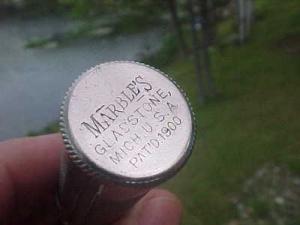 MARBLE'S
GLADSTONE,
MICH. U.S.A.
PAT'D.1900